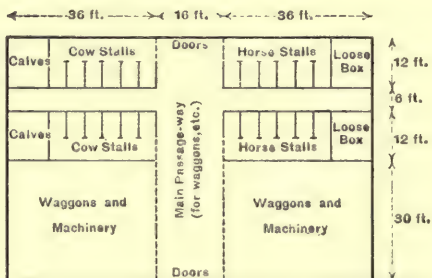 36 ft. 16 ft. 36 ft.
Doors
Cow Stalls
Horse Stalls
Calves
Loose
Box
12 ft.
6 ft.
Calves
Cow Stalls
Main Passage-way
(for waggons, etc.)
Horse Stalls
Loose
Box
12 ft.
Waggons and
Machinery
Waggons and
Machinery
30 ft.
Doors